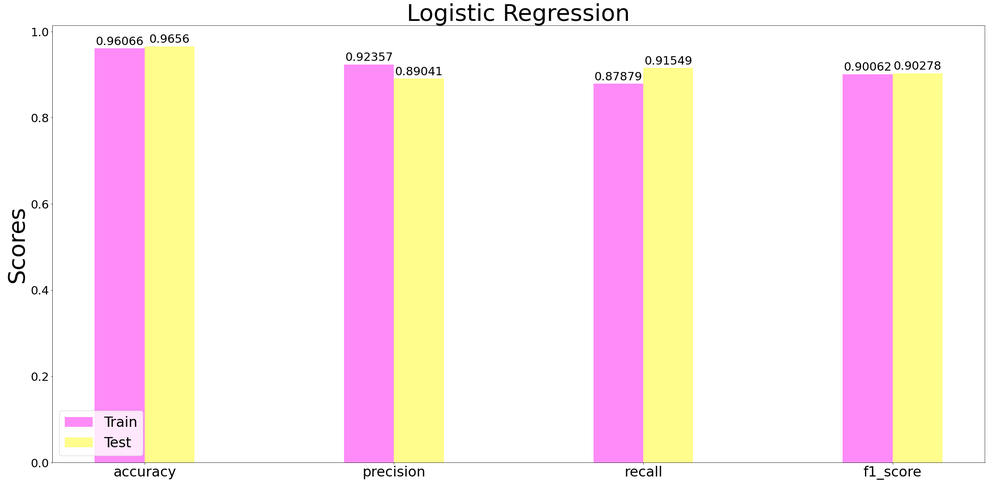 Logistic Regression
Scores
1.0
0.8
0.6
0.4
0.2
0.0
0.96066 0.9656
0.92357 0.89041
0.87879 0.91549
0.90062 0.90278
Train
Test
accuracy precision recall f1_score